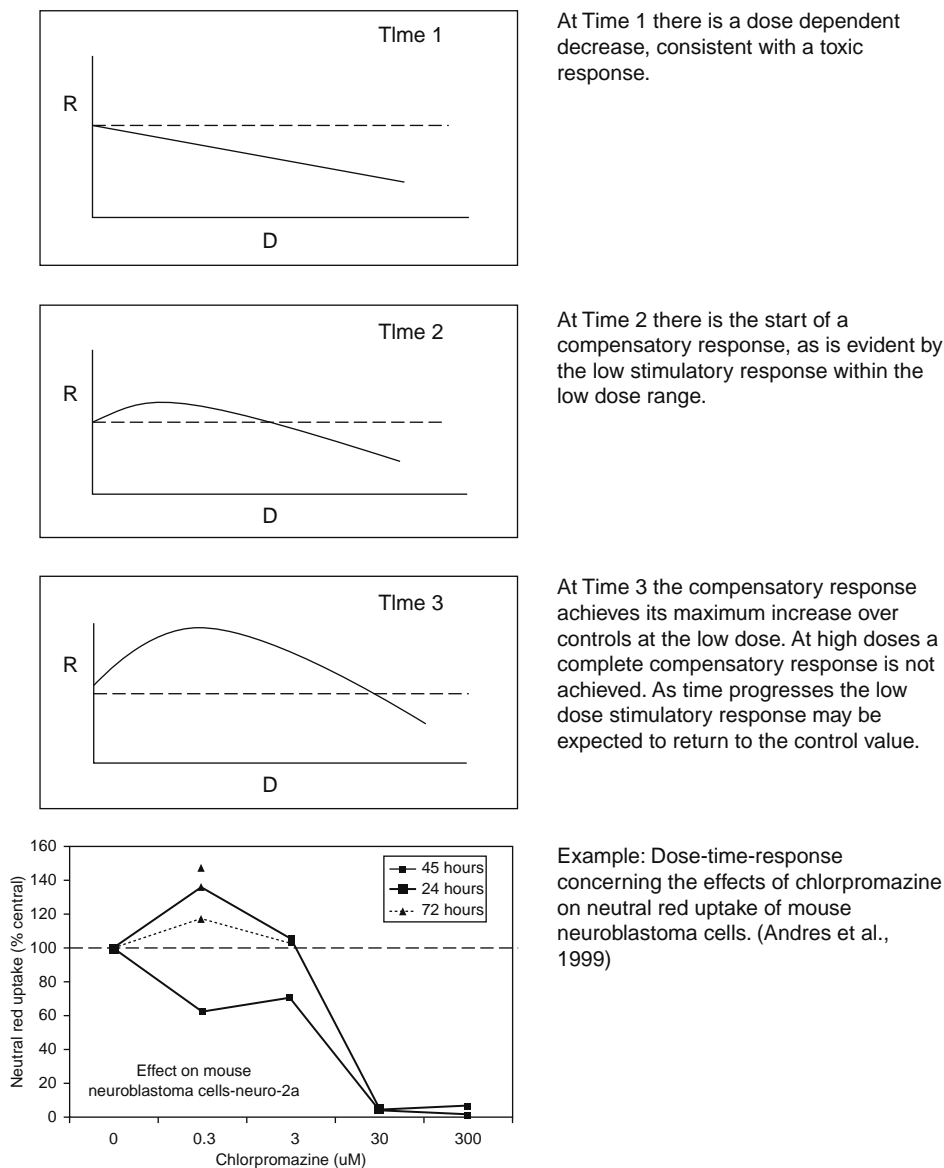 TIme 1
R
D
At Time 1 there is a dose dependent
decrease, consistent with a toxic
response.
TIme 2
R
D
At Time 2 there is the start of a
compensatory response, as is evident by
the low stimulatory response within the
low dose range.
TIme 3
R
D
At Time 3 the compensatory response
achieves its maximum increase over
controls at the low dose. At high doses a
complete compensatory response is not
achieved. As time progresses the low
dose stimulatory response may be
expected to return to the control value.
160
140
120
100
80
60
40
20
0
Neutral red uptake (% central)
45 hours
24 hours
72 hours
Effect on mouse
neuroblastoma cells-neuro-2a
0 0.3 3 30 300
Chlorpromazine (uM)
Example: Dose-time-response
concerning the effects of chlorpromazine
on neutral red uptake of mouse
neuroblastoma cells. (Andres et al.,
1999)